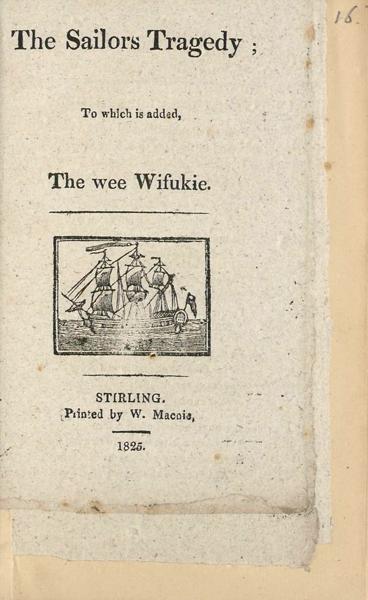 16.
The Sailors Tragedy ;
To which is added,
The wee Wifukie.
STIRLING.
Printed by W. Macnie,
1825.